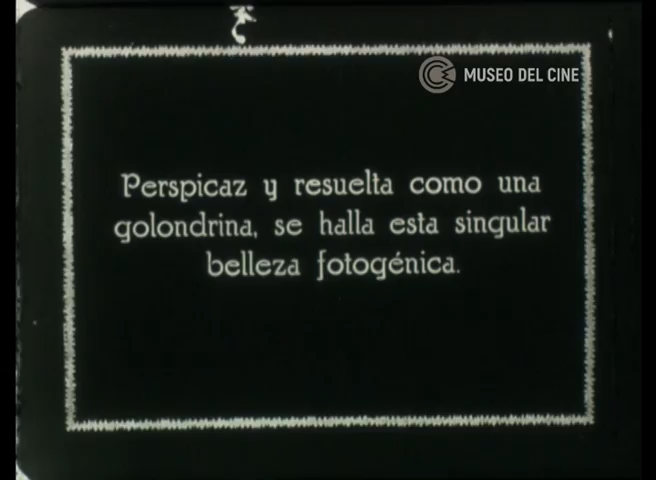 MUSEO DEL CINE
Perspicaz y resuelta como una
golondrina, se halla esta singular
belleza fotogénica.